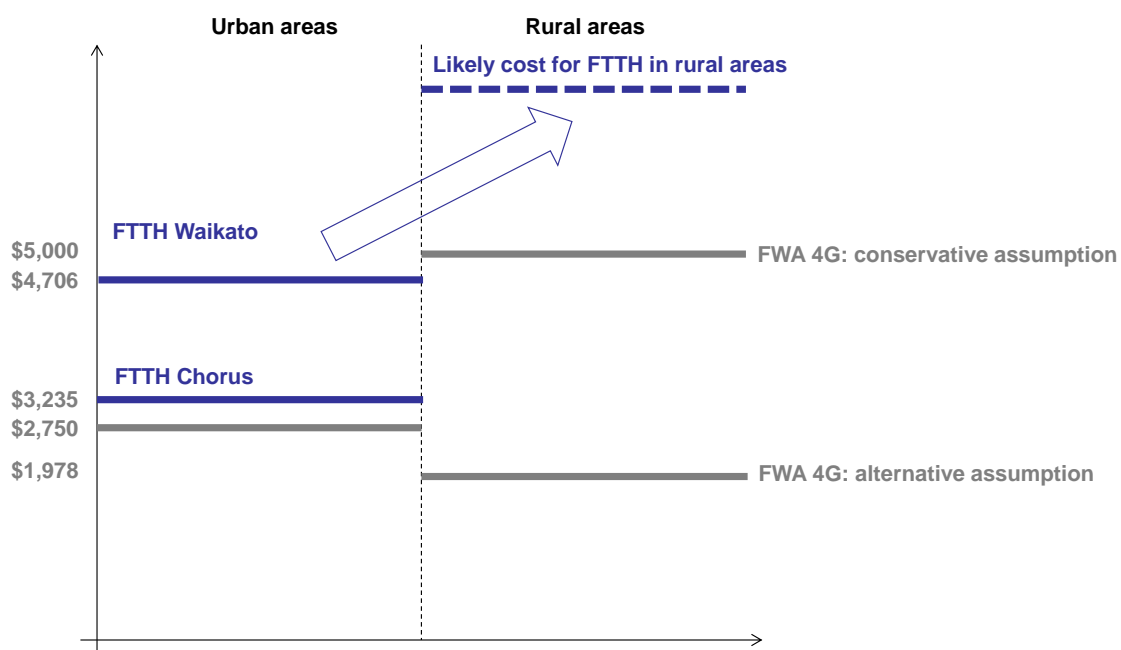 Urban areas
Rural areas
Likely cost for FTTH in rural areas
FTTH Waikato
$5,000
FWA 4G: conservative assumption
$4,706
FTTH Chorus
$3,235
$2,750
$1,978
FWA 4G: alternative assumption